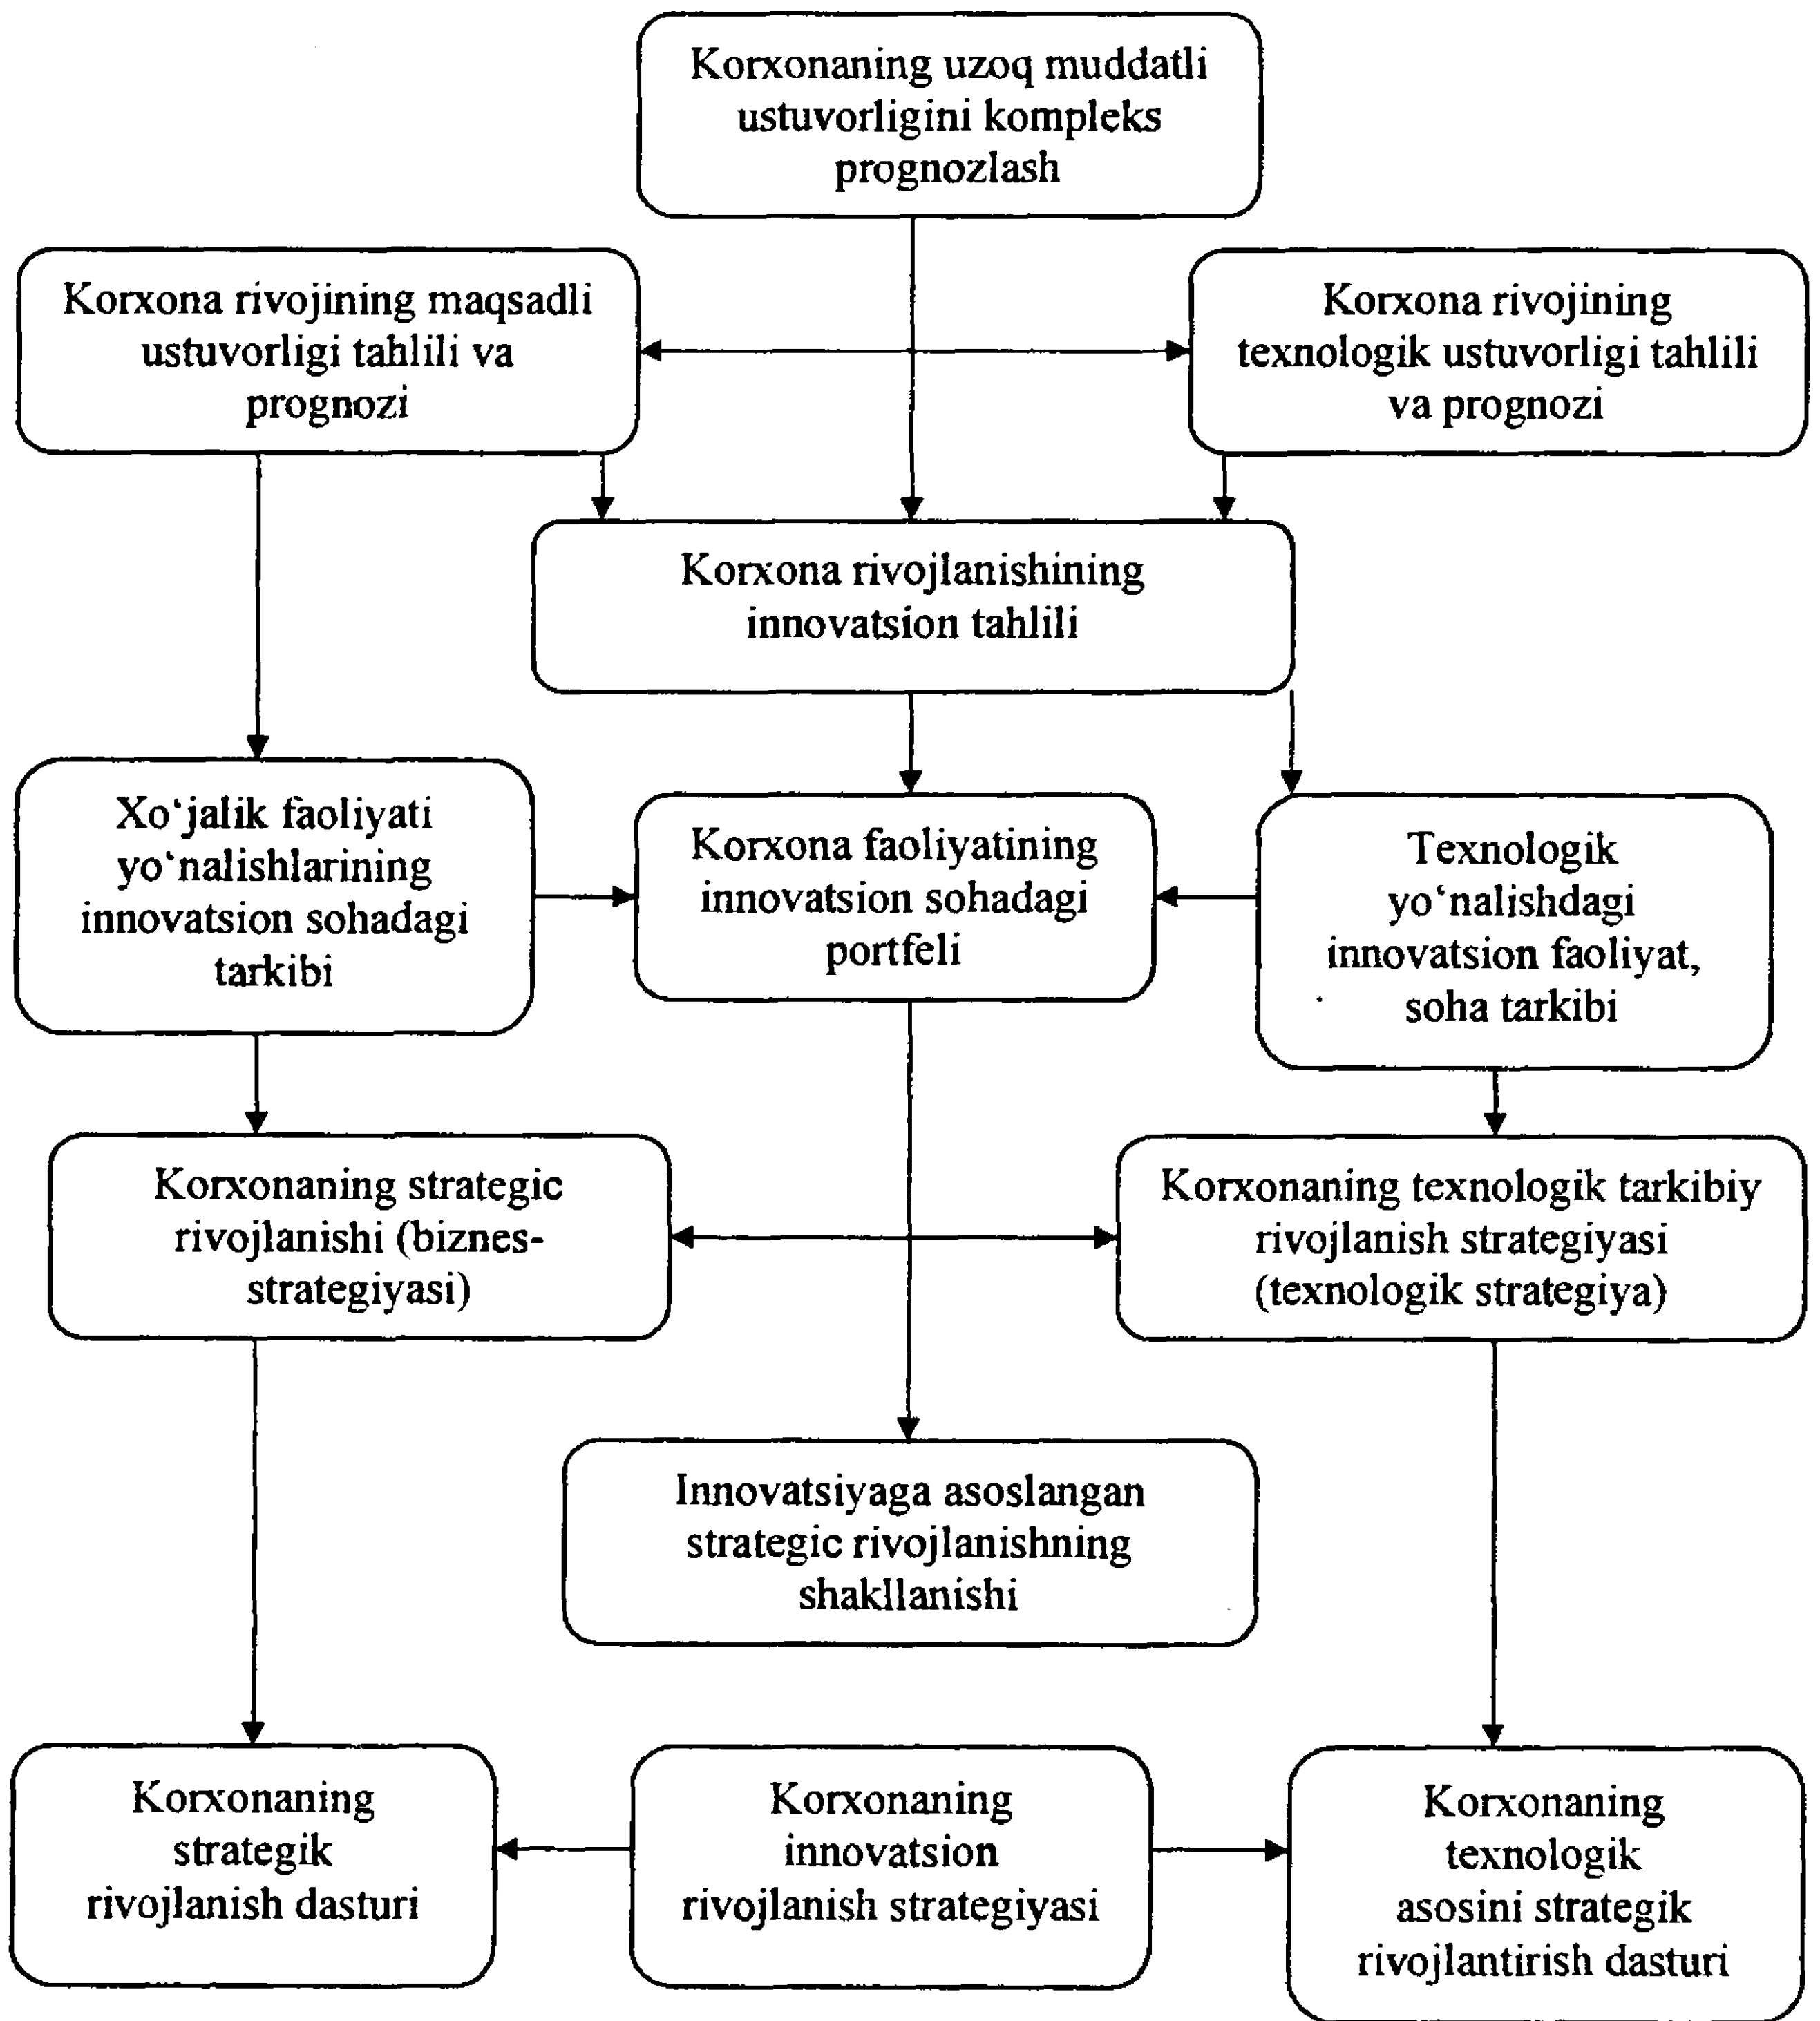 Korxonaning uzoq muddatli
ustuvorligini kompleks
prognozlash
Korxona rivojining maqsadli
ustuvorligi tahlili va
prognozi
Korxona rivojining
texnologik ustuvorligi tahlili
va prognozi
Korxona rivojlanishining
innovatsion tahlili
Xo‘jalik faoliyati
yo‘nalishlarining
innovatsion sohadagi
tarkibi
Korxona faoliyatining
innovatsion sohadagi
portfeli
Texnologik
yo‘nalishdagi
innovatsion faoliyat,
soha tarkibi
Korxonaning strategic
rivojlanishi (biznes-
strategiyasi)
Korxonaning texnologik tarkibiy
rivojlanish strategiyasi
(texnologik strategiya)
Innovatsiyaga asoslangan
strategic rivojlanishning
shakllanishi
Korxonaning
strategik
rivojlanish dasturi
Korxonaning
innovatsion
rivojlanish strategiyasi
Korxonaning
texnologik
asosini strategik
rivojlantirish dasturi